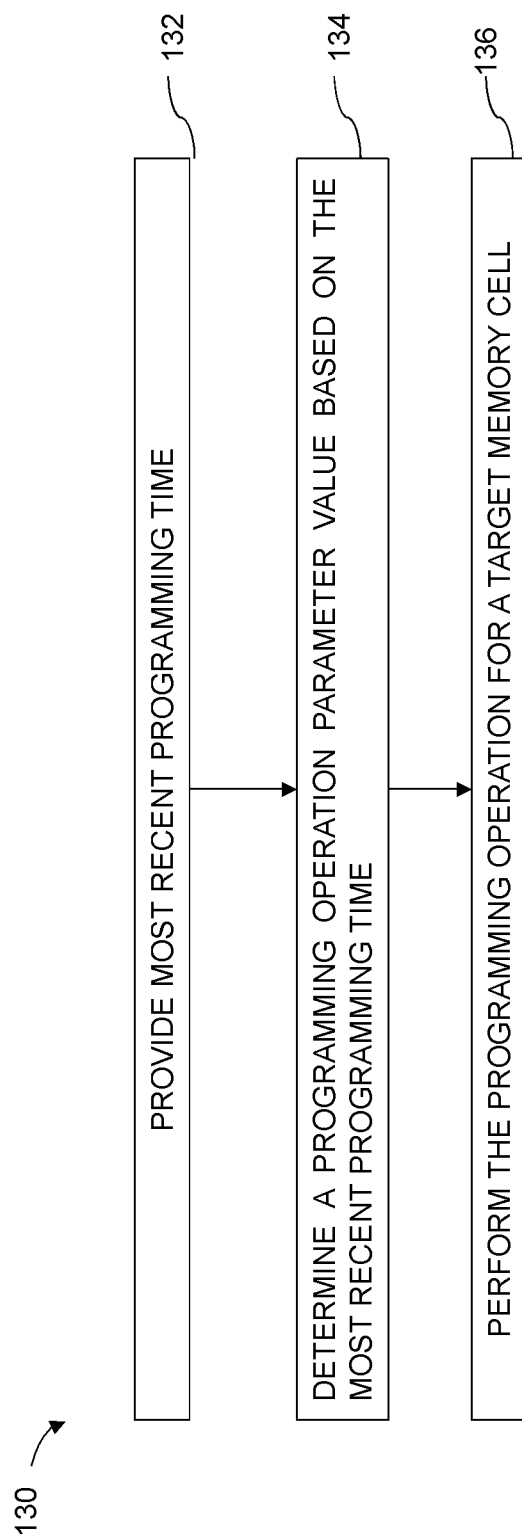 130
PROVIDE MOST RECENT PROGRAMMING TIME
132
DETERMINE A PROGRAMMING OPERATION PARAMETER VALUE BASED ON THE
MOST RECENT PROGRAMMING TIME
134
PERFORM THE PROGRAMMING OPERATION FOR A TARGET MEMORY CELL
136